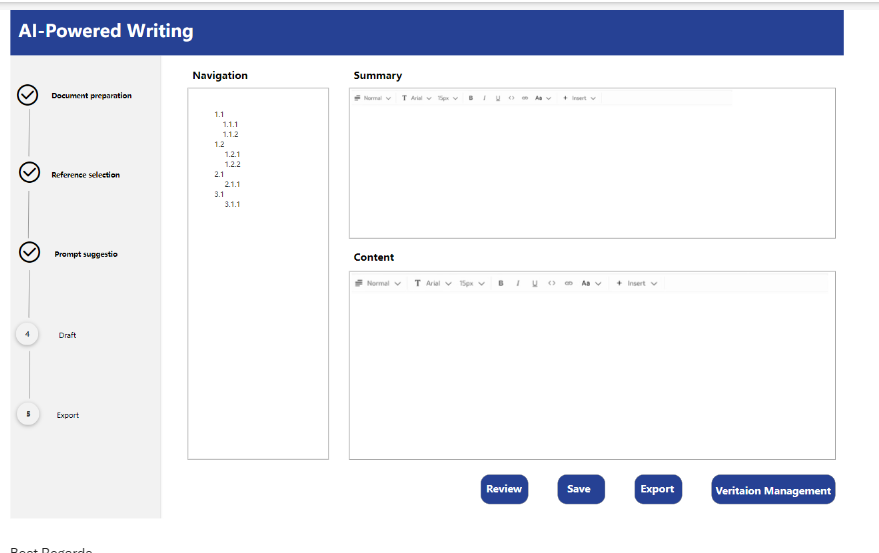 AI-Powered Writing
Document preparation
Reference selection
Prompt suggestio
4
Draft
5
Export
Navigation
1.1
1.1.1
1.1.2
1.2
1.2.1
1.2.2
2.1
2.1.1
3.1
3.1.1
Summary
Normal T Arial 15px B I U <> Aa + Insert
Content
Normal T Arial 15px B I U <> Aa + Insert
Review Save Export Veritaion Management